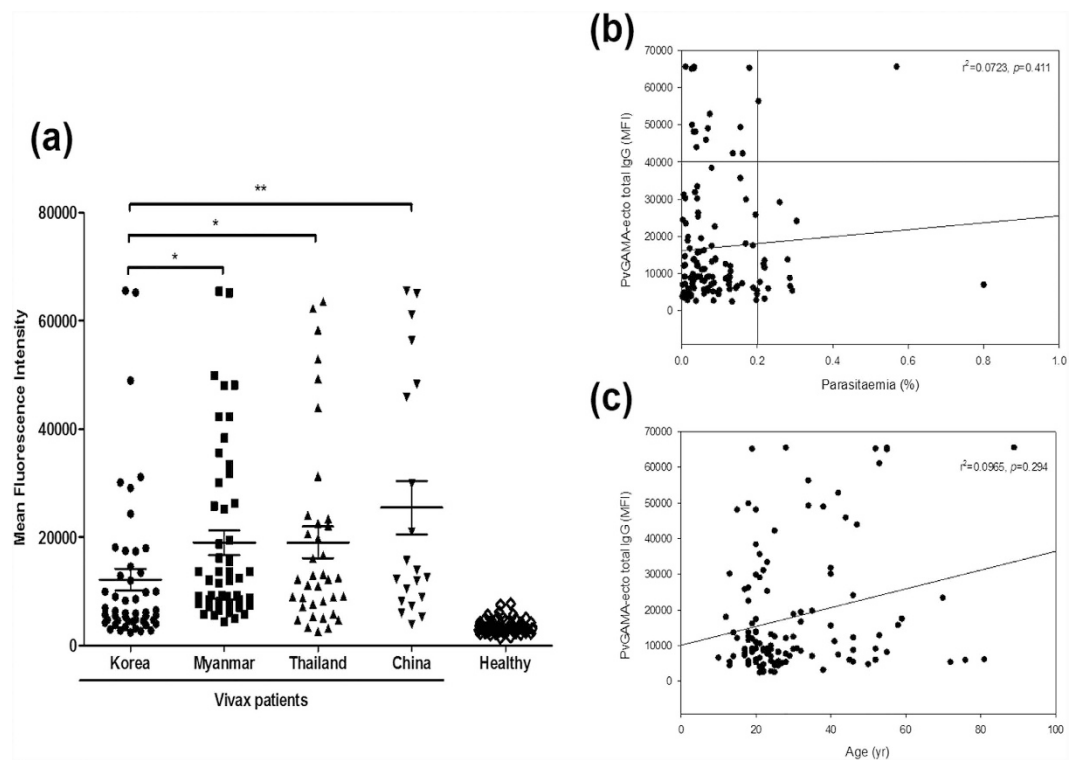 (a)
Mean Fluorescence Intensity
80000
60000
40000
20000
0
**
*
*
Korea Myanmar Thailand China Healthy
Vivax patients
(b)
PvGAMA-ecto total IgG (MFI)
70000
60000
50000
40000
30000
20000
10000
0
r²=0.0723, p=0.411
0.0 0.2 0.4 0.6 0.8 1.0
Parasitaemia (%)
(c)
PvGAMA-ecto total IgG (MFI)
70000
60000
50000
40000
30000
20000
10000
0
r²=0.0965, p=0.294
0 20 40 60 80 100
Age (yr)